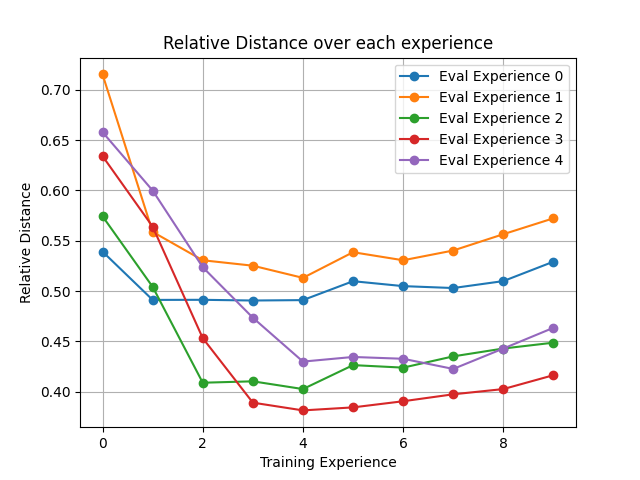 Relative Distance over each experience
Eval Experience 0
Eval Experience 1
Eval Experience 2
Eval Experience 3
Eval Experience 4
Relative Distance
0.70
0.65
0.60
0.55
0.50
0.45
0.40
0 2 4 6 8
Training Experience